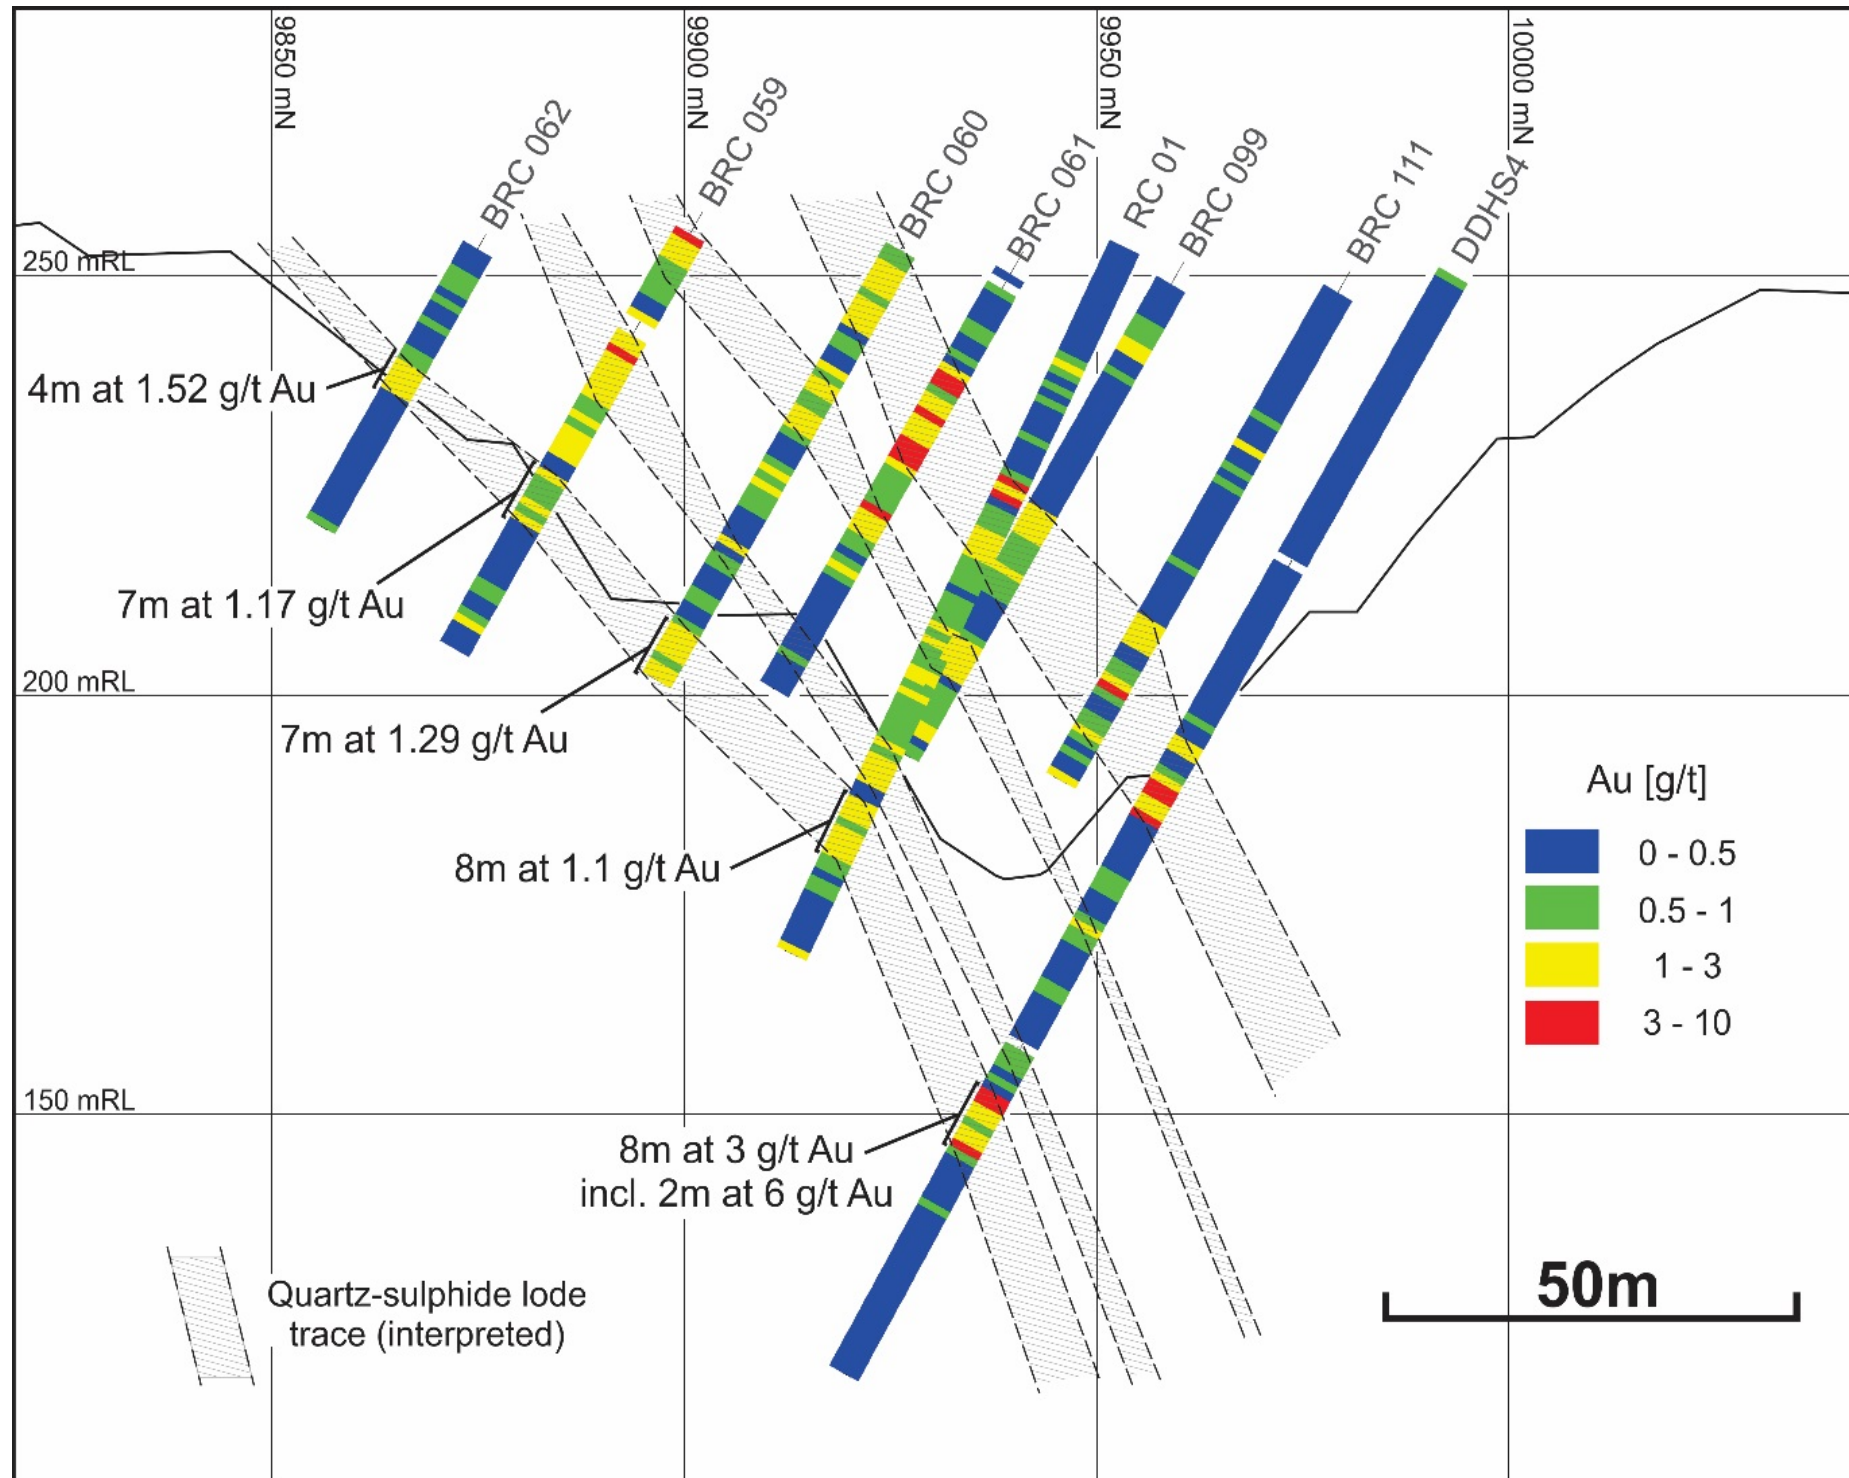 9850 mN
9900 mN
9950 mN
10000 mN
BRC 062
BRC 059
BRC 060
BRC 061
RC 01
BRC 099
BRC 111
DDHS4
250 mRL
4m at 1.52 g/t Au
7m at 1.17 g/t Au
200 mRL
7m at 1.29 g/t Au
8m at 1.1 g/t Au
Au [g/t]
0 - 0.5
0.5 - 1
1 - 3
3 - 10
150 mRL
8m at 3 g/t Au
incl. 2m at 6 g/t Au
Quartz-sulphide lode
trace (interpreted)
50m